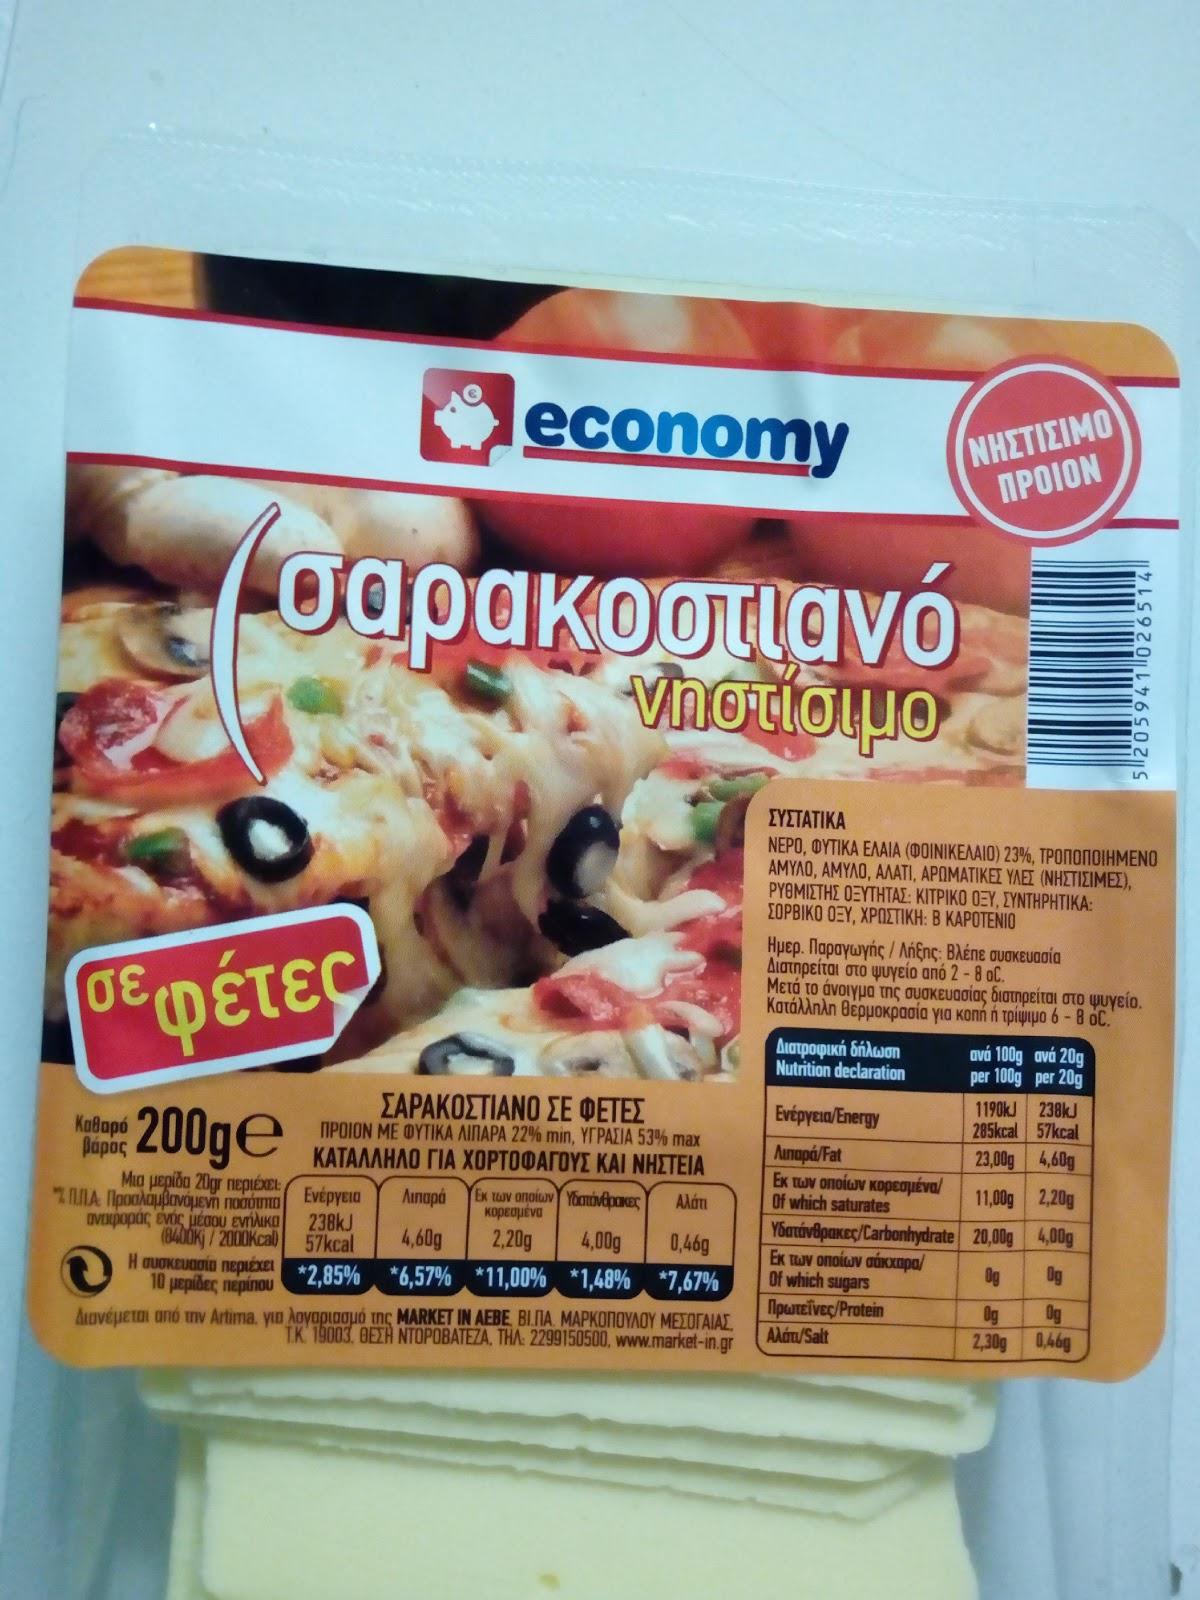 economy
ΝΗΣΤΙΣΙΜΟ
ΠΡΟΙΟΝ
σαρακοστιανό
νηστίσιμο
5 205941 026514
σε φέτες
ΣΥΣΤΑΤΙΚΑ
ΝΕΡΟ, ΦΥΤΙΚΑ ΕΛΑΙΑ (ΦΟΙΝΙΚΕΛΑΙΟ) 23%, ΤΡΟΠΟΠΟΙΗΜΕΝΟ
ΑΜΥΛΟ, ΑΜΥΛΟ, ΑΛΑΤΙ, ΑΡΩΜΑΤΙΚΕΣ ΥΛΕΣ (ΝΗΣΤΙΣΙΜΕΣ),
ΡΥΘΜΙΣΤΗΣ ΟΞΥΤΗΤΑΣ: ΚΙΤΡΙΚΟ ΟΞΥ, ΣΥΝΤΗΡΗΤΙΚΑ:
ΣΟΡΒΙΚΟ ΟΞΥ, ΧΡΩΣΤΙΚΗ: Β ΚΑΡΟΤΕΝΙΟ
Ημερ. Παραγωγής / Λήξης: Βλέπε συσκευασία
Διατηρείται στο ψυγείο από 2 - 8 oC.
Μετά το άνοιγμα της συσκευασίας διατηρείται στο ψυγείο.
Κατάλληλη θερμοκρασία για κοπή ή τρίψιμο 6 - 8 oC.
Διατροφική δήλωση ανά 100g ανά 20g
Nutrition declaration per 100g per 20g
Ενέργεια/Energy 1190kJ 238kJ
285kcal 57kcal
Λιπαρά/Fat 23,00g 4,60g
Εκ των οποίων κορεσμένα/
Of which saturates 11,00g 2,20g
Υδατάνθρακες/Carbonhydrate 20,00g 4,00g
Εκ των οποίων σάκχαρα/
Of which sugars 0g 0g
Πρωτεΐνες/Protein 0g 0g
Αλάτι/Salt 2,30g 0,46g
Καθαρό
βάρος 200g e
ΣΑΡΑΚΟΣΤΙΑΝΟ ΣΕ ΦΕΤΕΣ
ΠΡΟΙΟΝ ΜΕ ΦΥΤΙΚΑ ΛΙΠΑΡΑ 22% min, ΥΓΡΑΣΙΑ 53% max
ΚΑΤΑΛΛΗΛΟ ΓΙΑ ΧΟΡΤΟΦΑΓΟΥΣ ΚΑΙ ΝΗΣΤΕΙΑ
Μια μερίδα 20gr περιέχει:
*% Π.Π.Α: Προσλαμβανόμενη ποσότητα
αναφοράς ενός μέσου ενήλικα
(8400Kj / 2000Kcal)
Η συσκευασία περιέχει
10 μερίδες περίπου
Ενέργεια Λιπαρά Εκ των οποίων κορεσμένα Υδατάνθρακες Αλάτι
238kJ
57kcal 4,60g 2,20g 4,00g 0,46g
*2,85% *6,57% *11,00% *1,48% *7,67%
Διανέμεται από την Artima, για λογαριασμό της MARKET IN ΑΕΒΕ, ΒΙ.ΠΑ. ΜΑΡΚΟΠΟΥΛΟΥ ΜΕΣΟΓΑΙΑΣ,
Τ.Κ. 19003, ΘΕΣΗ ΝΤΟΡΟΒΑΤΕΖΑ, ΤΗΛ: 2299150500, www.market-in.gr